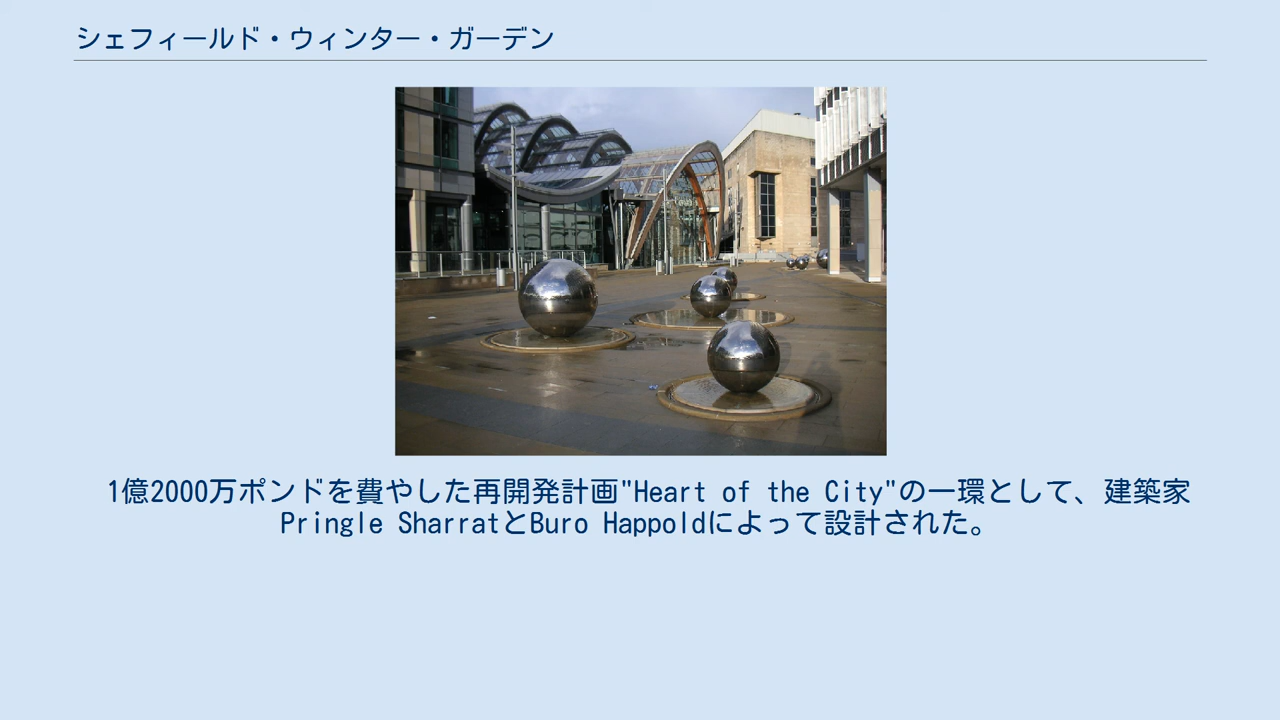 シェフィールド・ウィンター・ガーデン
1億2000万ポンドを費やした再開発計画"Heart of the City"の一環として、建築家
Pringle SharratとBuro Happoldによって設計された。